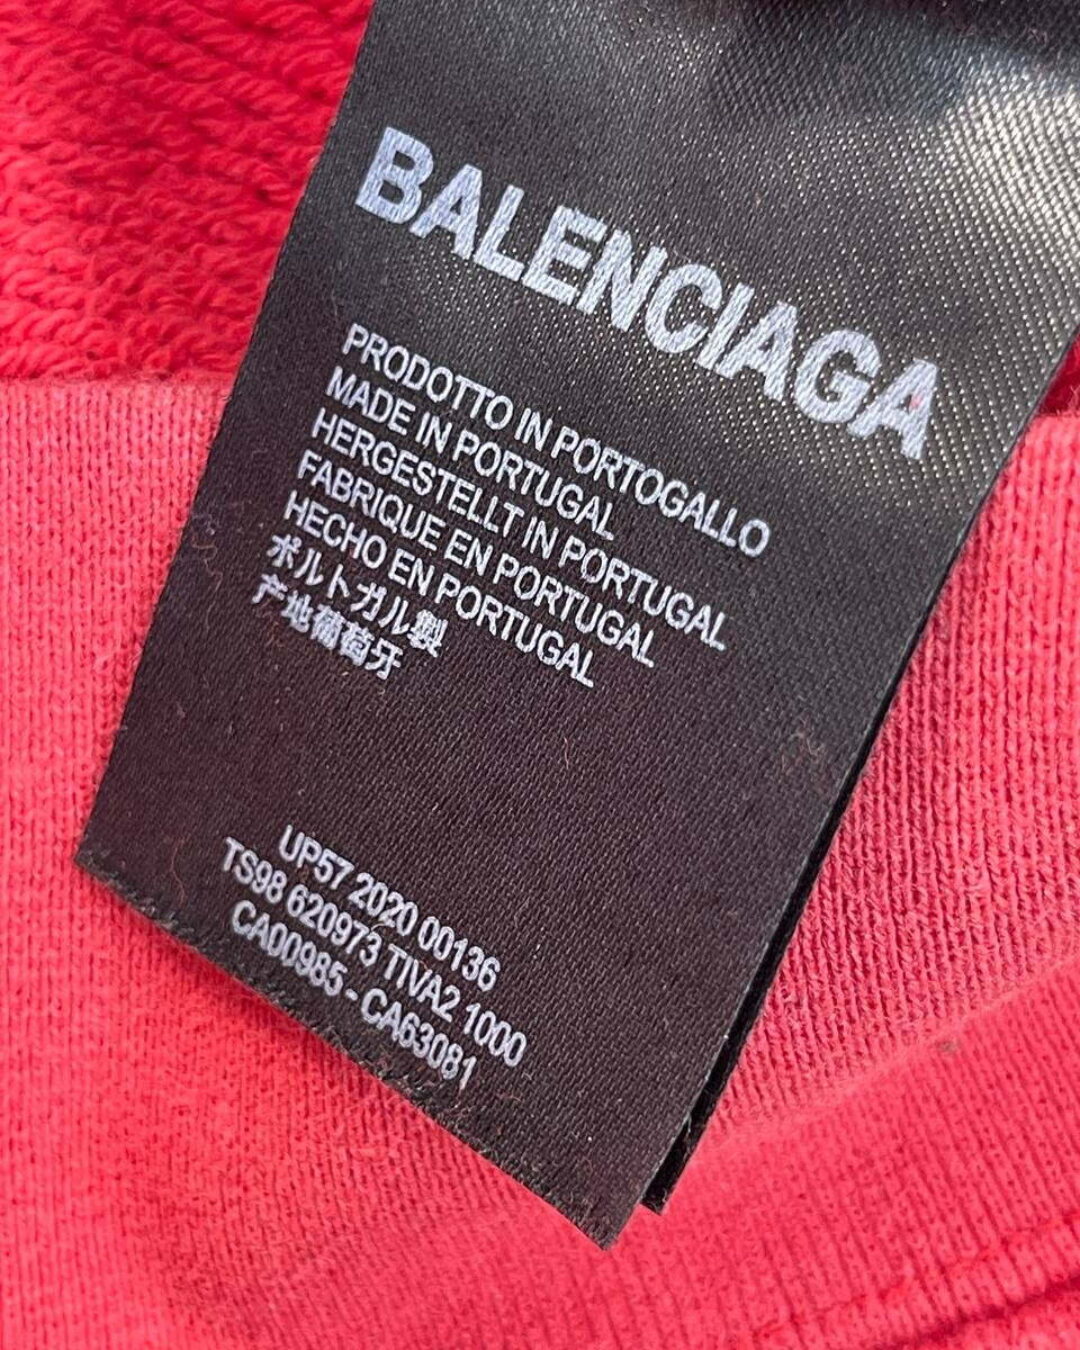 BALENCIAGA
PRODOTTO IN PORTOGALLO
MADE IN PORTUGAL
HERGESTELLT IN PORTUGAL
FABRIQUE EN PORTUGAL
HECHO EN PORTUGAL
ポルトガル製
产地葡萄牙
UP57 2020 00136
TS98 620973 TIVA2 1000
CA00985 - CA63081